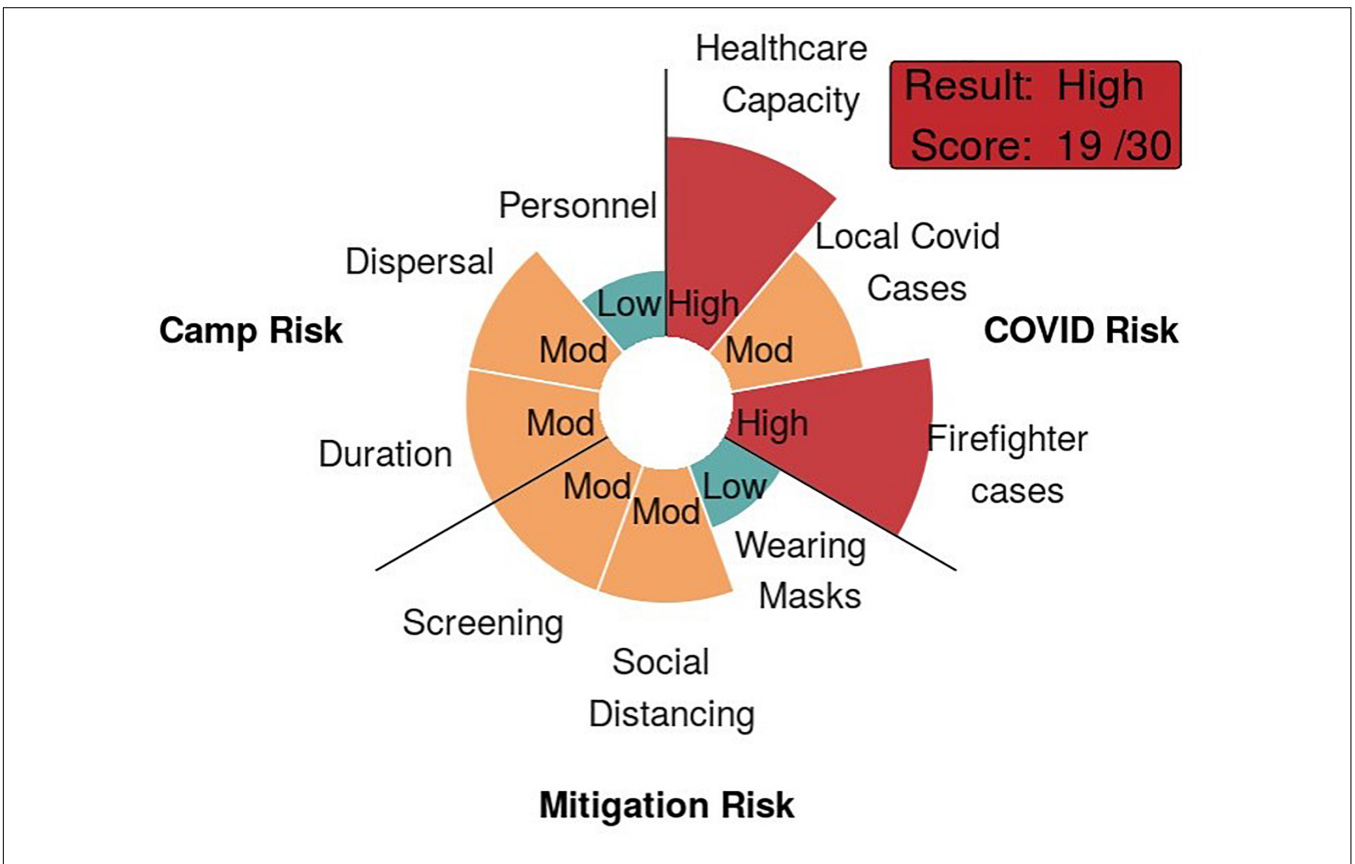 Healthcare
Capacity
Result: High
Score: 19 /30
Personnel
Local Covid
Cases
Dispersal
Low
High
Camp Risk
COVID Risk
Mod
Mod
Mod
High
Firefighter
cases
Duration
Mod
Mod
Low
Wearing
Masks
Screening
Social
Distancing
Mitigation Risk